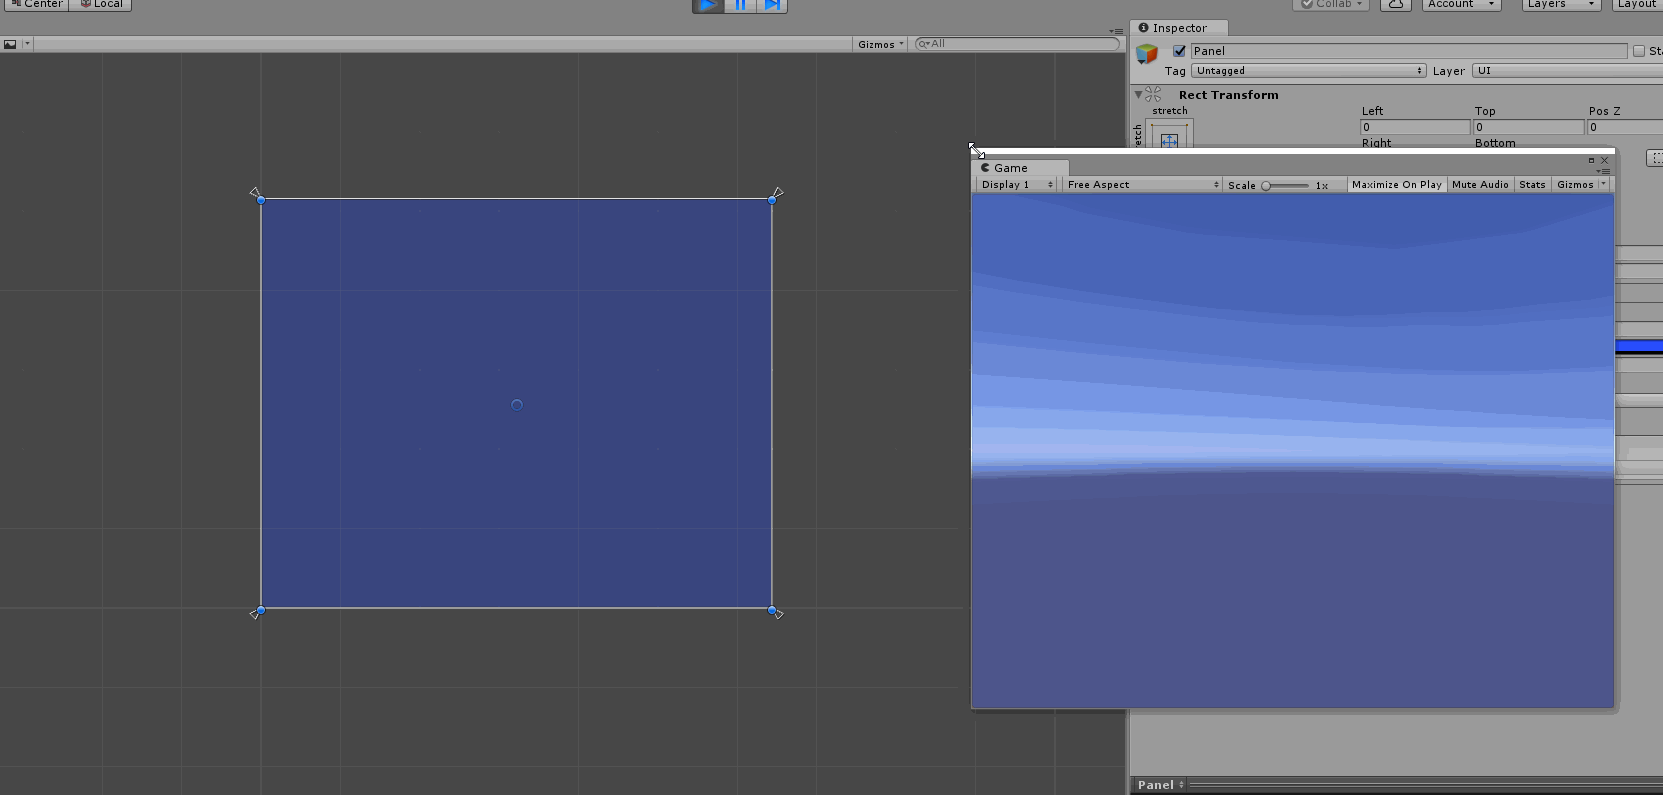 Center Local Collab Account Layers Layout
Gizmos All
Inspector
Panel
Tag Untagged Layer UI
Rect Transform
stretch
Left Top Pos Z
0 0 0
Right Bottom
Game
Display 1 Free Aspect Scale 1x Maximize On Play Mute Audio Stats Gizmos
Panel